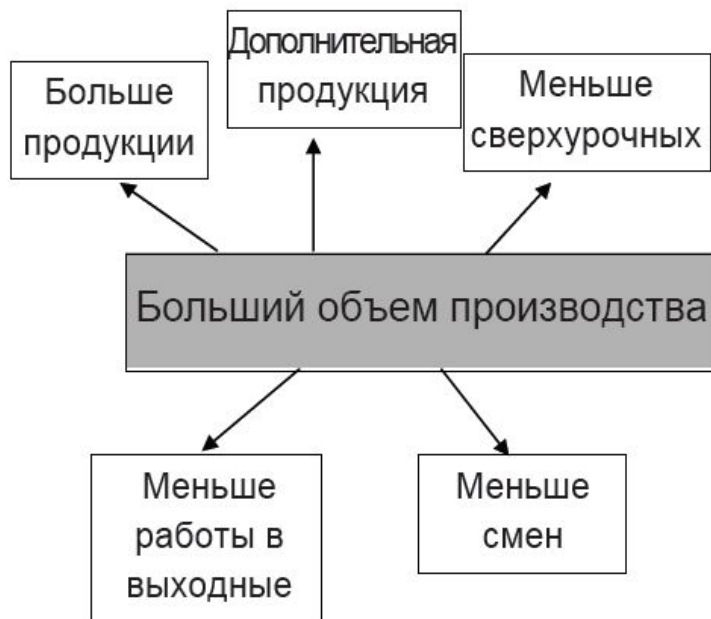 Дополнительная
продукция
Больше
продукции
Меньше
сверхурочных
Больший объем производства
Меньше
работы в
выходные
Меньше
смен